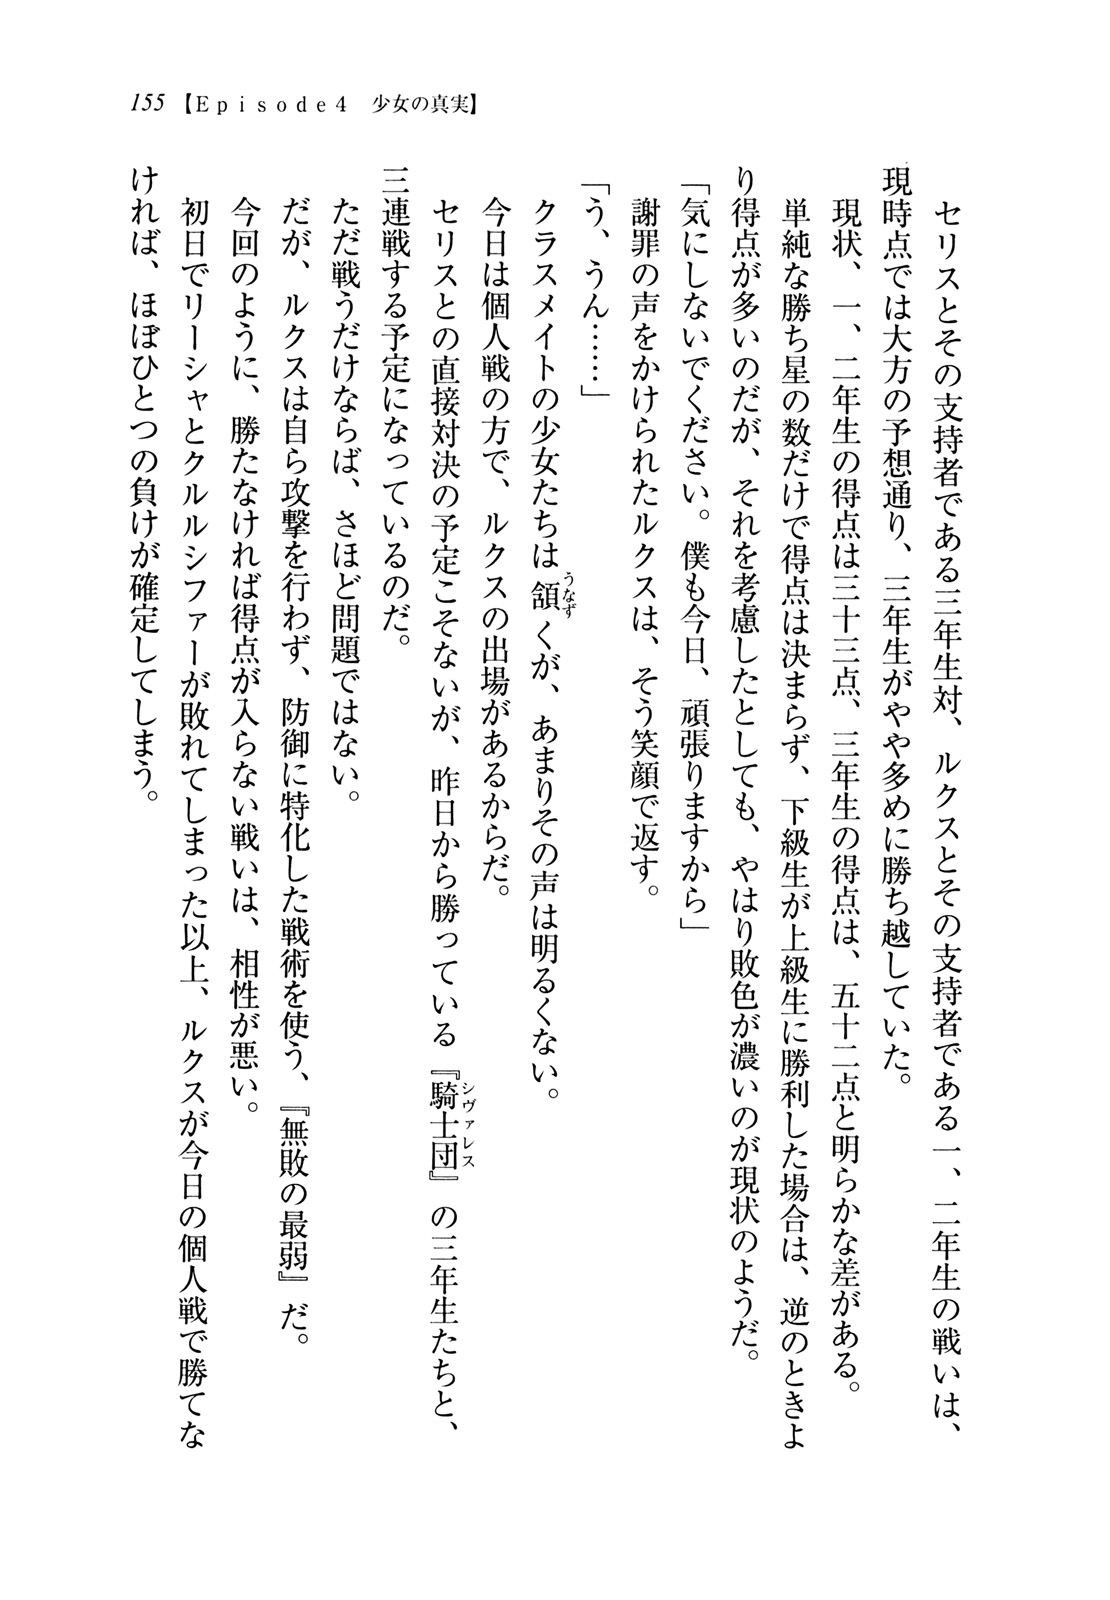 155 【Episode4　少女の真実】
　セリスとその支持者である三年生対、ルクスとその支持者である一、二年生の戦いは、
現時点では大方の予想通り、三年生がやや多めに勝ち越していた。
　現状、一、二年生の得点は三十三点、三年生の得点は、五十二点と明らかな差がある。
　単純な勝ち星の数だけで得点は決まらず、下級生が上級生に勝利した場合は、逆のときよ
り得点が多いのだが、それを考慮したとしても、やはり敗色が濃いのが現状のようだ。
「気にしないでください。僕も今日、頑張りますから」
　謝罪の声をかけられたルクスは、そう笑顔で返す。
「う、うん……」
　クラスメイトの少女たちは頷くが、あまりその声は明るくない。
うなず
　今日は個人戦の方で、ルクスの出場があるからだ。
　セリスとの直接対決の予定こそないが、昨日から勝っている『騎士団』の三年生たちと、
シヴァレス
三連戦する予定になっているのだ。
　ただ戦うだけならば、さほど問題ではない。
　だが、ルクスは自ら攻撃を行わず、防御に特化した戦術を使う、『無敗の最弱』だ。
　今回のように、勝たなければ得点が入らない戦いは、相性が悪い。
　初日でリーシャとクルルシファーが敗れてしまった以上、ルクスが今日の個人戦で勝てな
ければ、ほぼひとつの負けが確定してしまう。